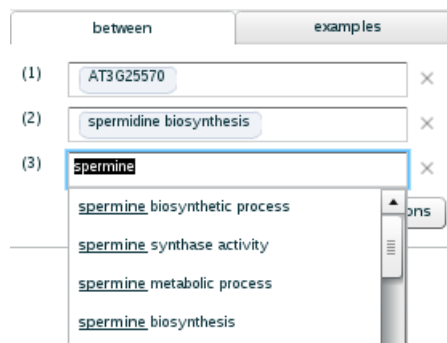 between examples
(1) AT3G25570 ×
(2) spermidine biosynthesis ×
(3) spermine ×
spermine biosynthetic process
ons
spermine synthase activity
spermine metabolic process
spermine biosynthesis